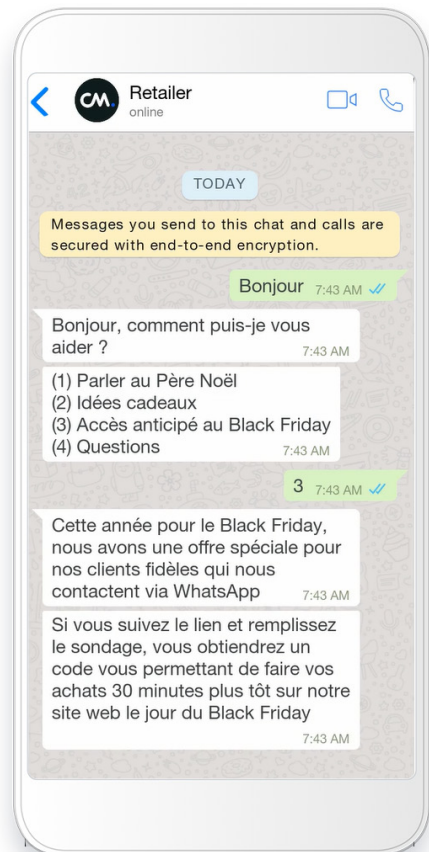 CM.
Retailer
online
TODAY
Messages you send to this chat and calls are
secured with end-to-end encryption.
Bonjour 7:43 AM
Bonjour, comment puis-je vous
aider ?
7:43 AM
(1) Parler au Père Noël
(2) Idées cadeaux
(3) Accès anticipé au Black Friday
(4) Questions
7:43 AM
3 7:43 AM
Cette année pour le Black Friday,
nous avons une offre spéciale pour
nos clients fidèles qui nous
contactent via WhatsApp
7:43 AM
Si vous suivez le lien et remplissez
le sondage, vous obtiendrez un
code vous permettant de faire vos
achats 30 minutes plus tôt sur notre
site web le jour du Black Friday
7:43 AM